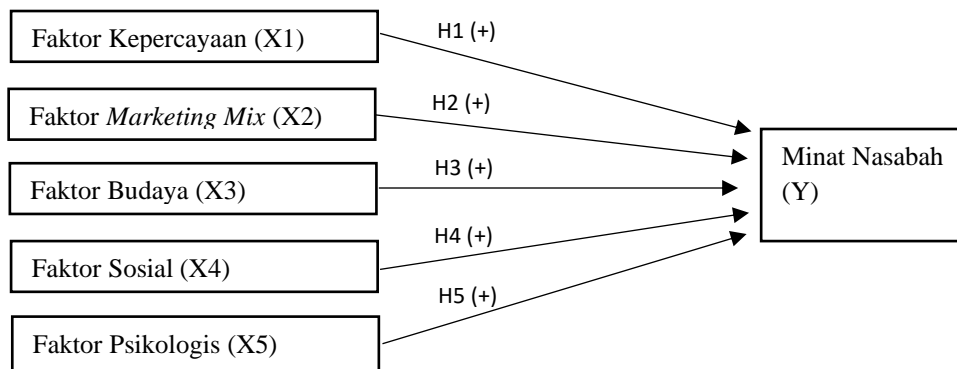 Faktor Kepercayaan (X1)
H1 (+)
Faktor Marketing Mix (X2)
H2 (+)
Minat Nasabah
(Y)
Faktor Budaya (X3)
H3 (+)
Faktor Sosial (X4)
H4 (+)
Faktor Psikologis (X5)
H5 (+)